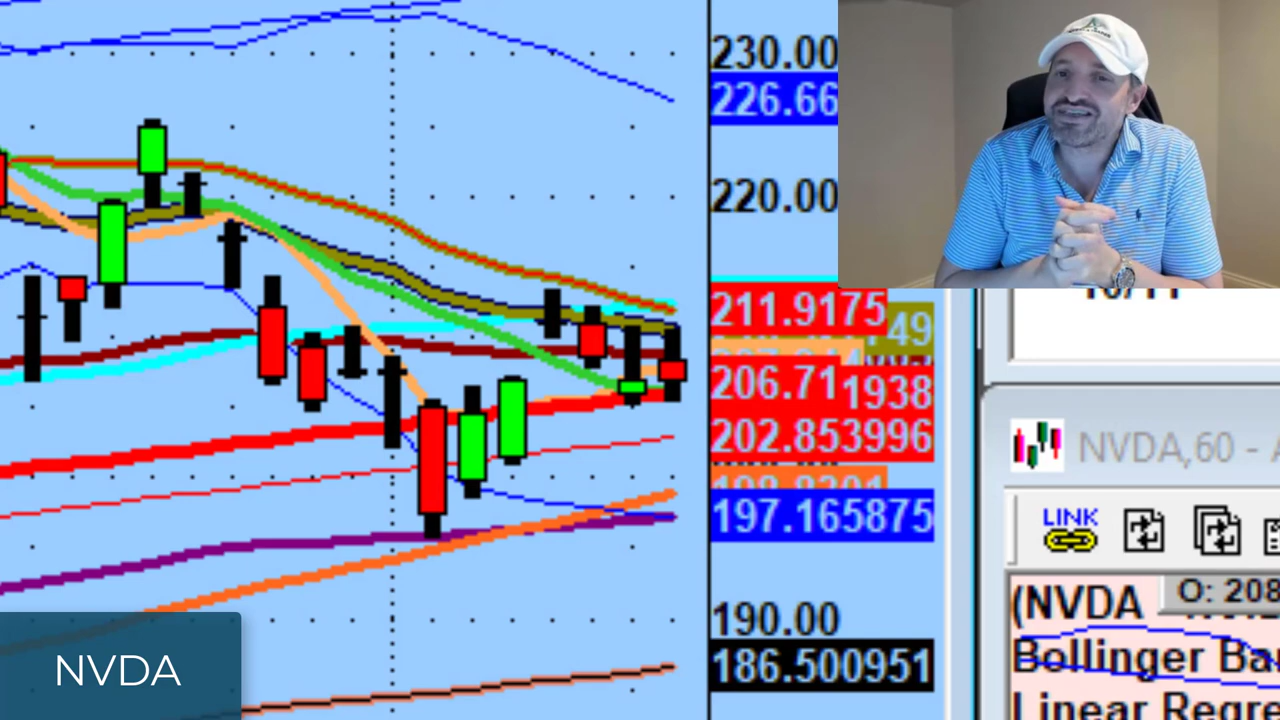 230.00
226.66
220.00
211.9175
49
206.71
1938
202.853996
197.165875
190.00
186.500951
NVDA,60 -
LINK
O: 208
(NVDA
Bollinger Ba
Linear Regre
NVDA